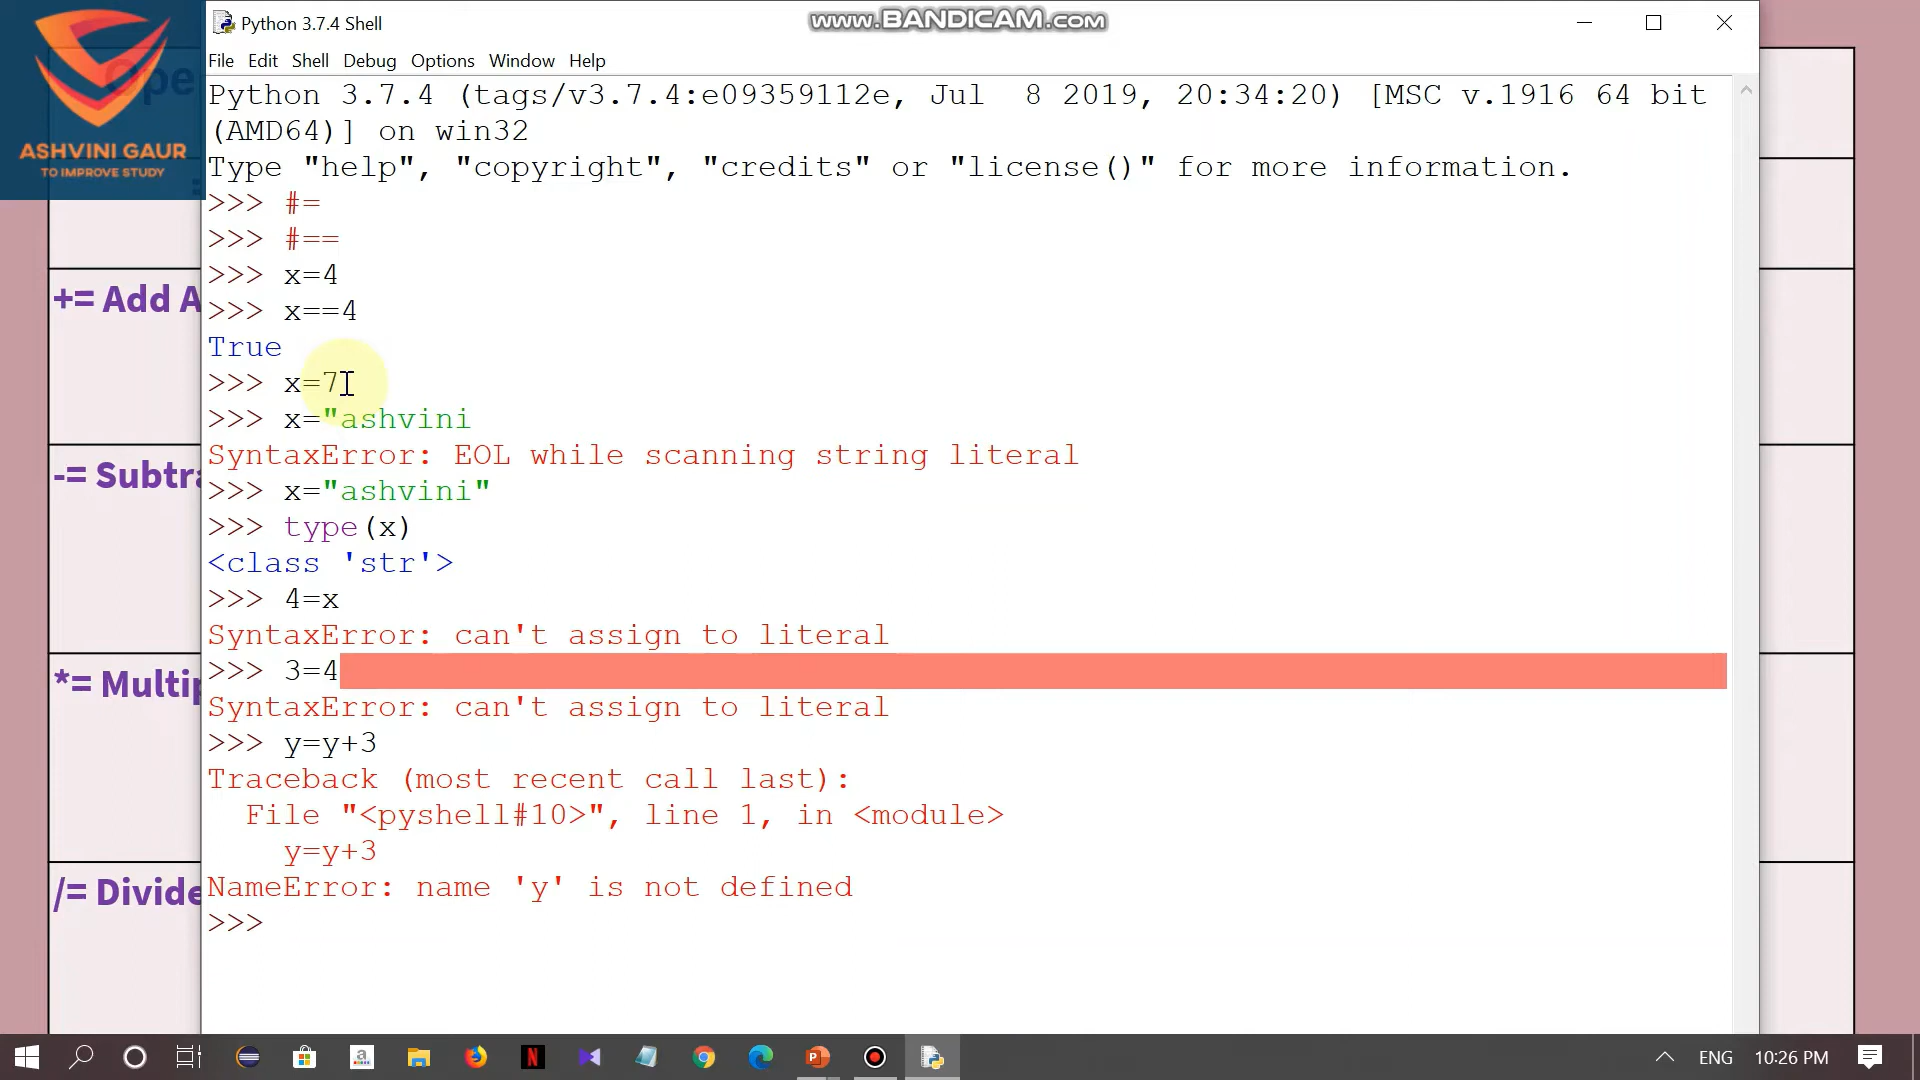 www.BANDICAM.com
Python 3.7.4 Shell
File Edit Shell Debug Options Window Help
Ope
ASHVINI GAUR
TO IMPROVE STUDY
Python 3.7.4 (tags/v3.7.4:e09359112e, Jul  8 2019, 20:34:20) [MSC v.1916 64 bit
(AMD64)] on win32
Type "help", "copyright", "credits" or "license()" for more information.
>>> #=
>>> #==
>>> x=4
>>> x==4
True
>>> x=7
>>> x="ashvini
SyntaxError: EOL while scanning string literal
>>> x="ashvini"
>>> type(x)
<class 'str'>
>>> 4=x
SyntaxError: can't assign to literal
>>> 3=4
SyntaxError: can't assign to literal
>>> y=y+3
Traceback (most recent call last):
  File "<pyshell#10>", line 1, in <module>
    y=y+3
NameError: name 'y' is not defined
>>>
+= Add A
-= Subtra
*= Multip
/= Divide
ENG 10:26 PM